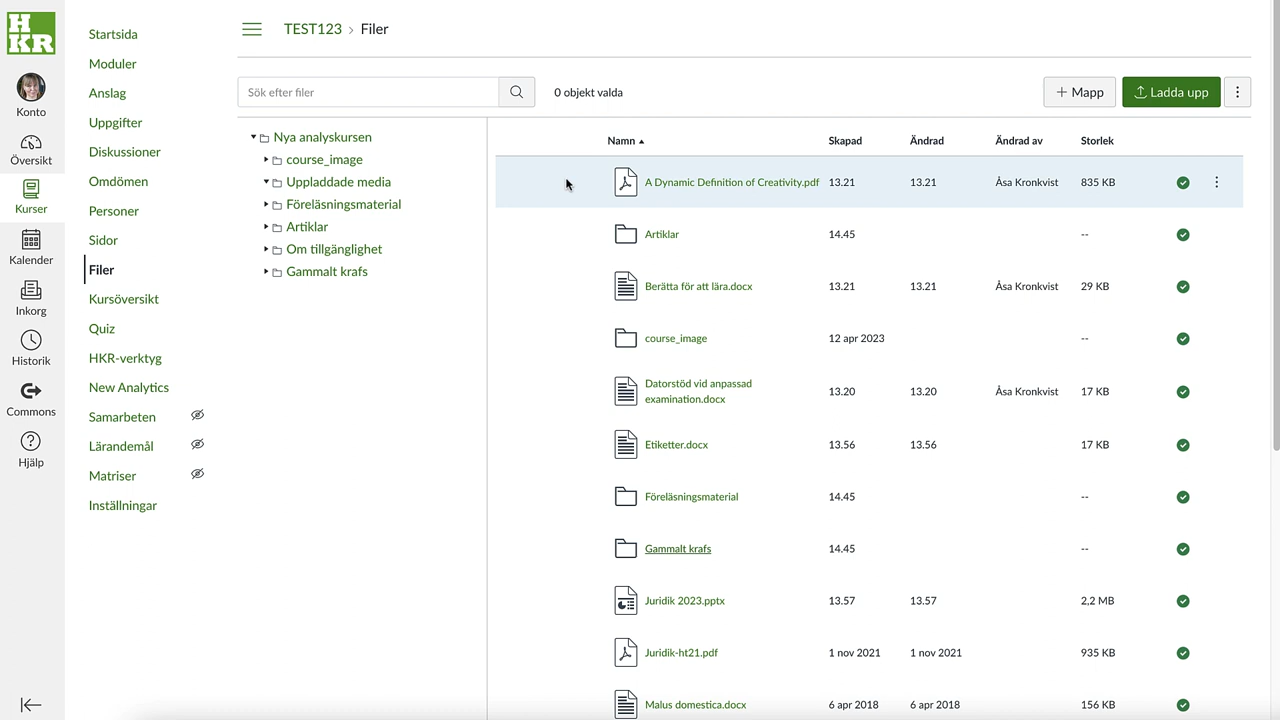 HKR
Konto
Översikt
Kurser
Kalender
Inkorg
Historik
Commons
Hjälp
Startsida
Moduler
Anslag
Uppgifter
Diskussioner
Omdömen
Personer
Sidor
Filer
Kursöversikt
Quiz
HKR-verktyg
New Analytics
Samarbeten
Lärandemål
Matriser
Inställningar
TEST123 › Filer
Sök efter filer
0 objekt valda
+ Mapp
Ladda upp
Nya analyskursen
course_image
Uppladdade media
Föreläsningsmaterial
Artiklar
Om tillgänglighet
Gammalt krafs
Namn Skapad Ändrad Ändrad av Storlek
A Dynamic Definition of Creativity.pdf 13.21 13.21 Åsa Kronkvist 835 KB
Artiklar 14.45 --
Berätta för att lära.docx 13.21 13.21 Åsa Kronkvist 29 KB
course_image 12 apr 2023 --
Datorstöd vid anpassad
examination.docx 13.20 13.20 Åsa Kronkvist 17 KB
Etiketter.docx 13.56 13.56 17 KB
Föreläsningsmaterial 14.45 --
Gammalt krafs 14.45 --
Juridik 2023.pptx 13.57 13.57 2,2 MB
Juridik-ht21.pdf 1 nov 2021 1 nov 2021 935 KB
Malus domestica.docx 6 apr 2018 6 apr 2018 156 KB